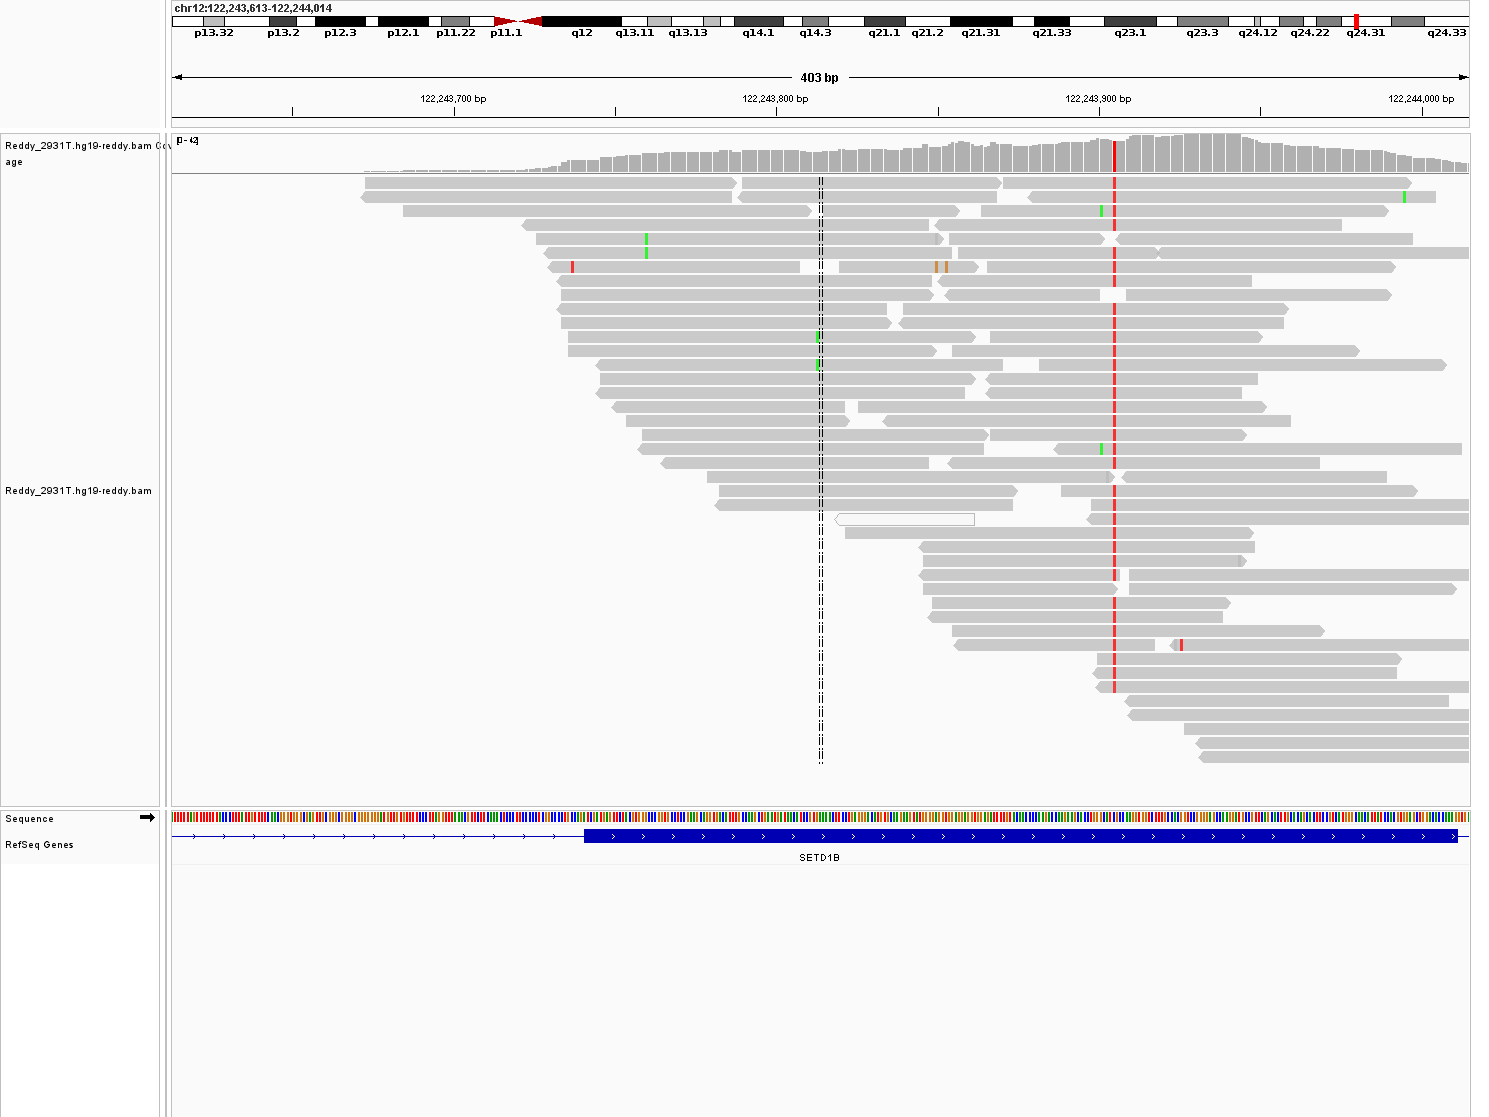 chr12:122,243,613-122,244,014
p13.32 p13.2 p12.3 p12.1 p11.22 p11.1 q12 q13.11 q13.13 q14.1 q14.3 q21.1 q21.2 q21.31 q21.33 q23.1 q23.3 q24.12 q24.22 q24.31 q24.33
403 bp
122,243,700 bp 122,243,800 bp 122,243,900 bp 122,244,000 bp
[0 - 42]
Reddy_2931T.hg19-reddy.bam Cov
age
Reddy_2931T.hg19-reddy.bam
Sequence
RefSeq Genes
SETD1B